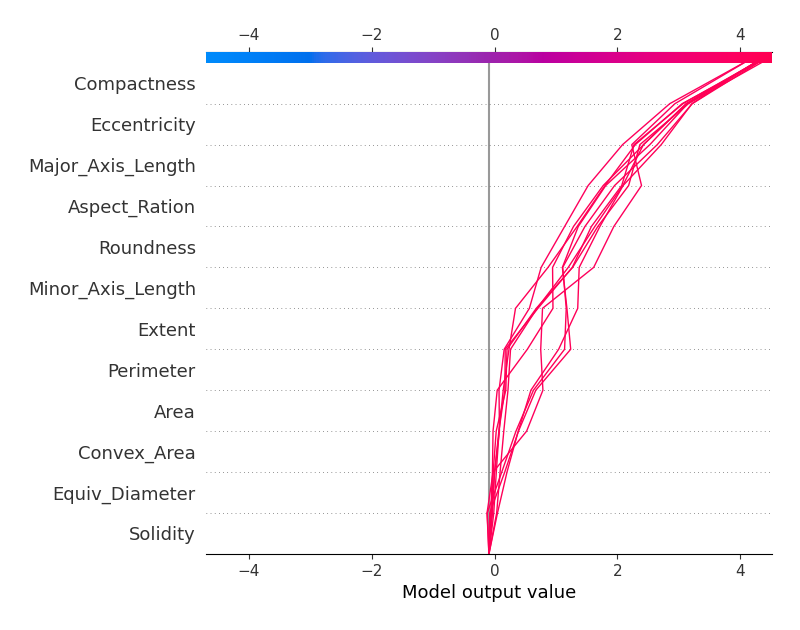 −4 −2 0 2 4
Compactness
Eccentricity
Major_Axis_Length
Aspect_Ration
Roundness
Minor_Axis_Length
Extent
Perimeter
Area
Convex_Area
Equiv_Diameter
Solidity
−4 −2 0 2 4
Model output value